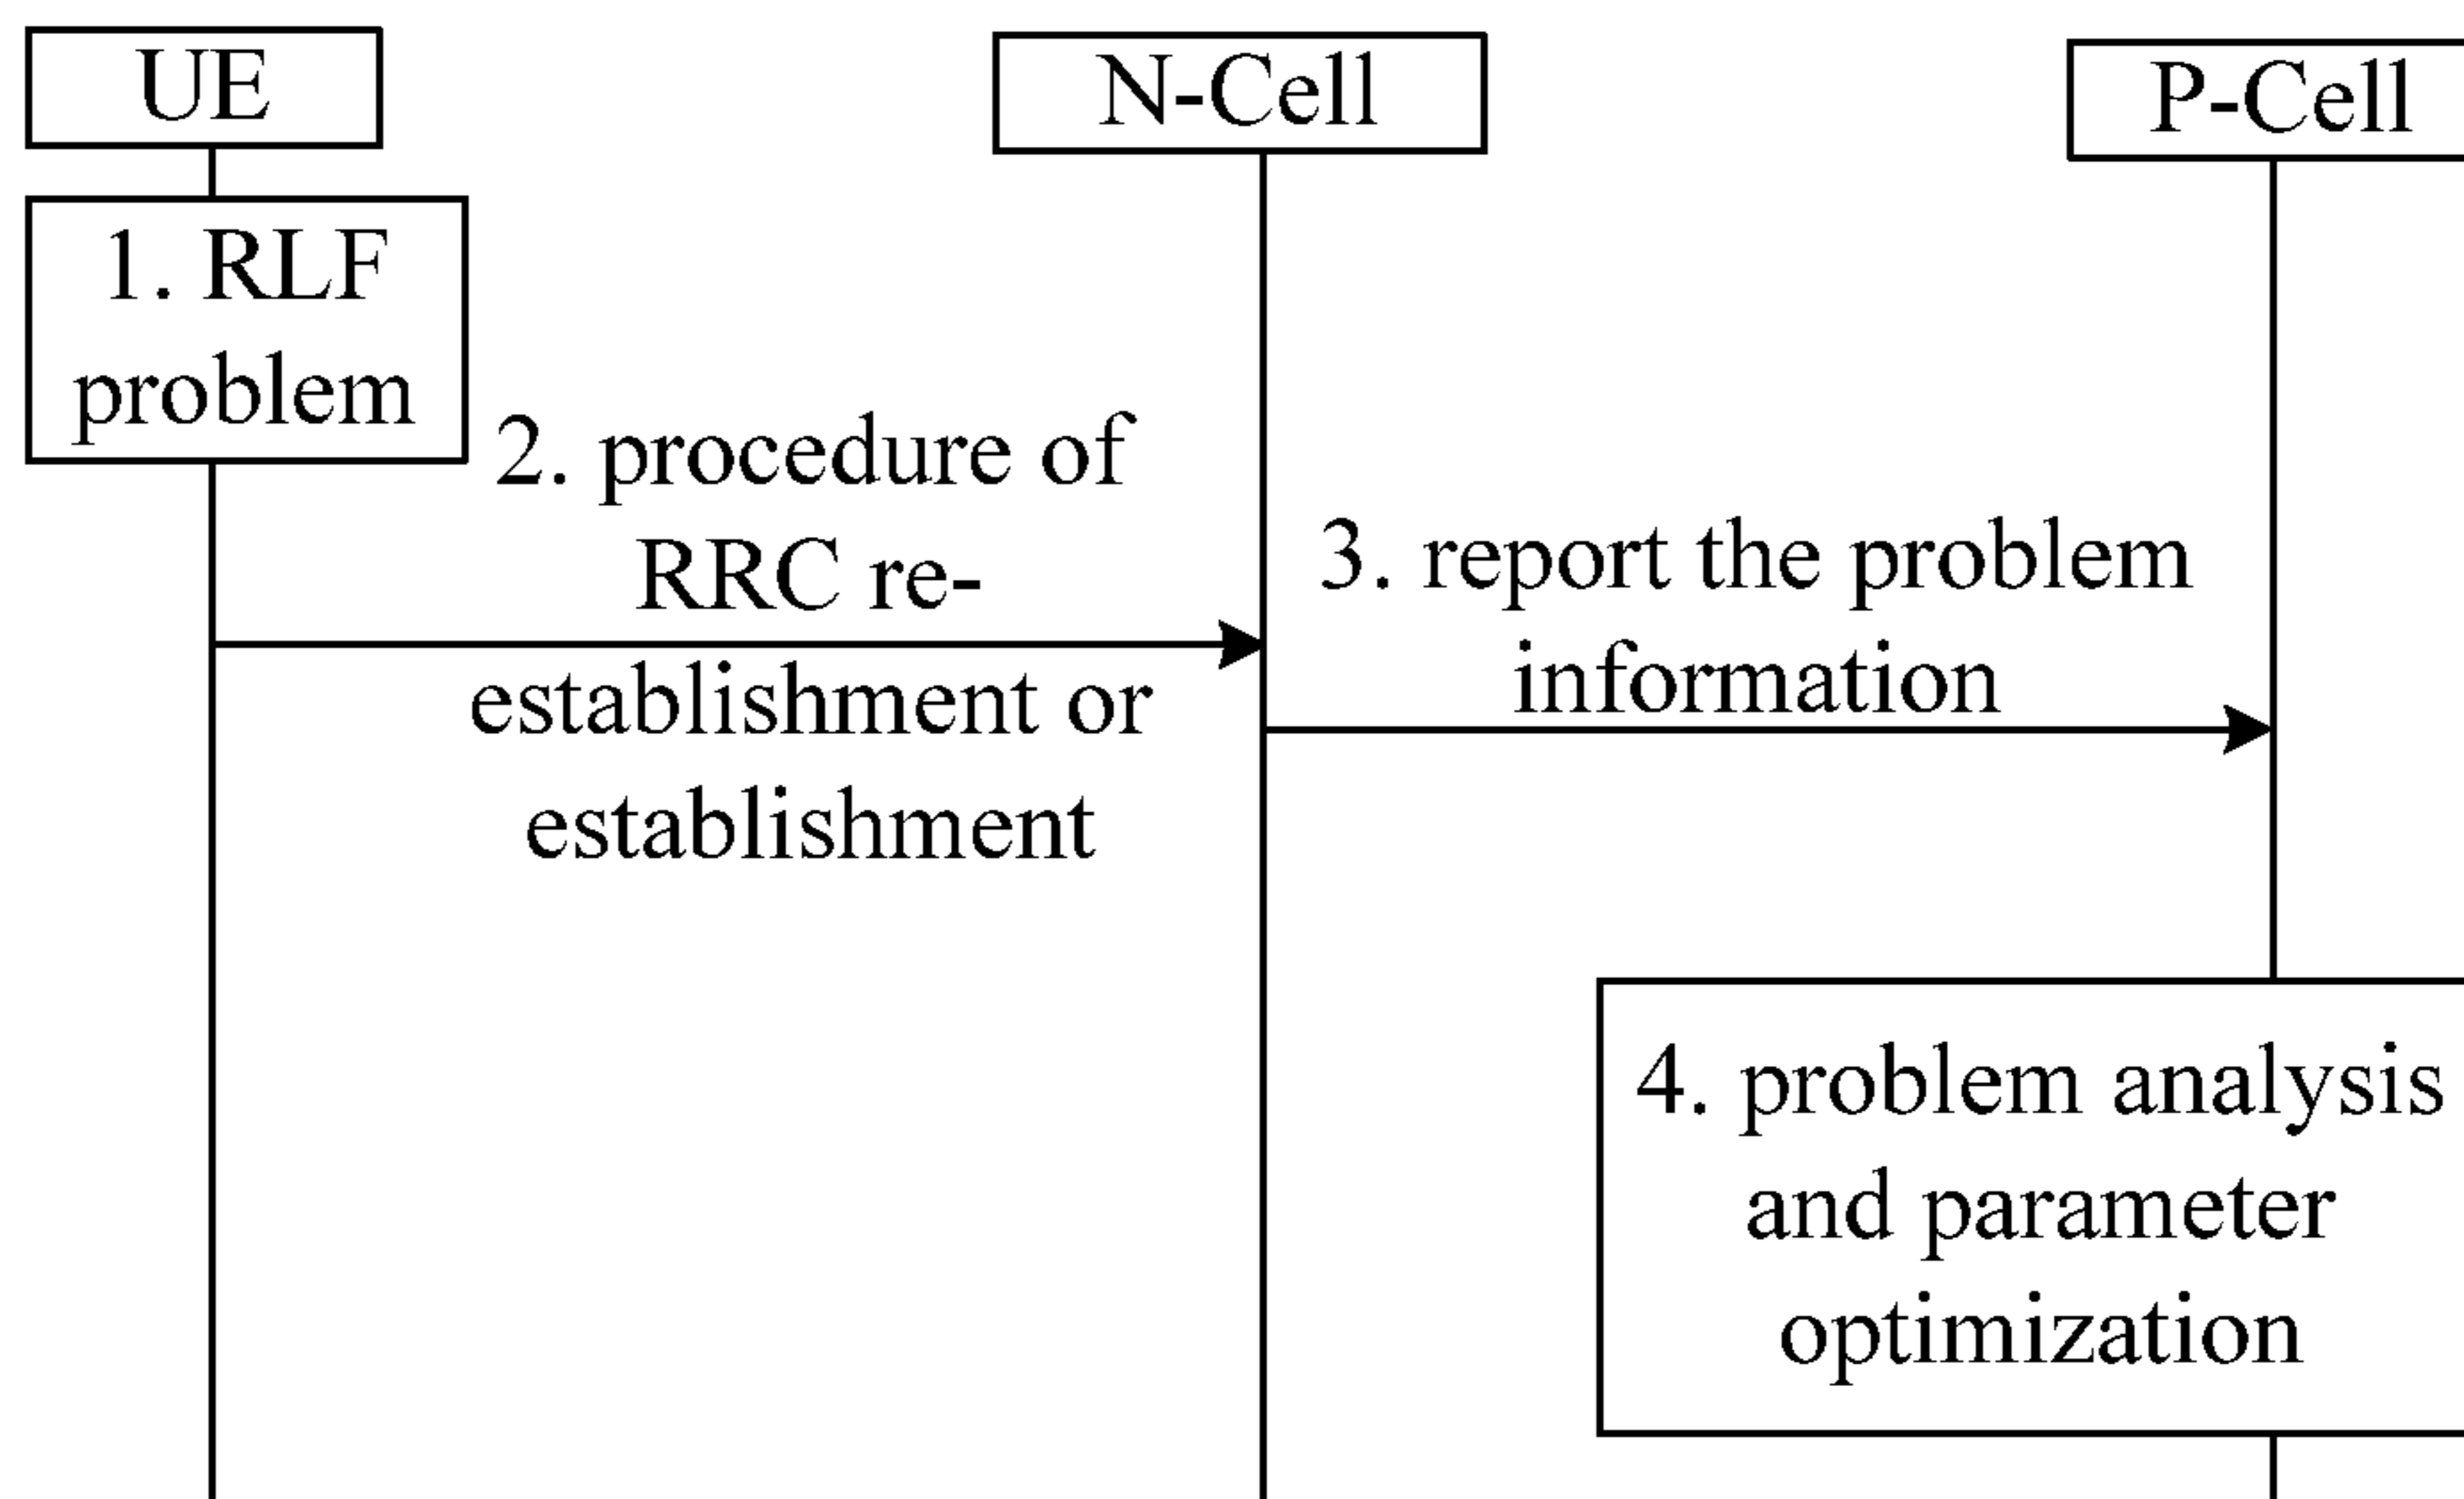 UE
N-Cell
P-Cell
1. RLF
problem
2. procedure of
RRC re-
establishment or
establishment
3. report the problem
information
4. problem analysis
and parameter
optimization